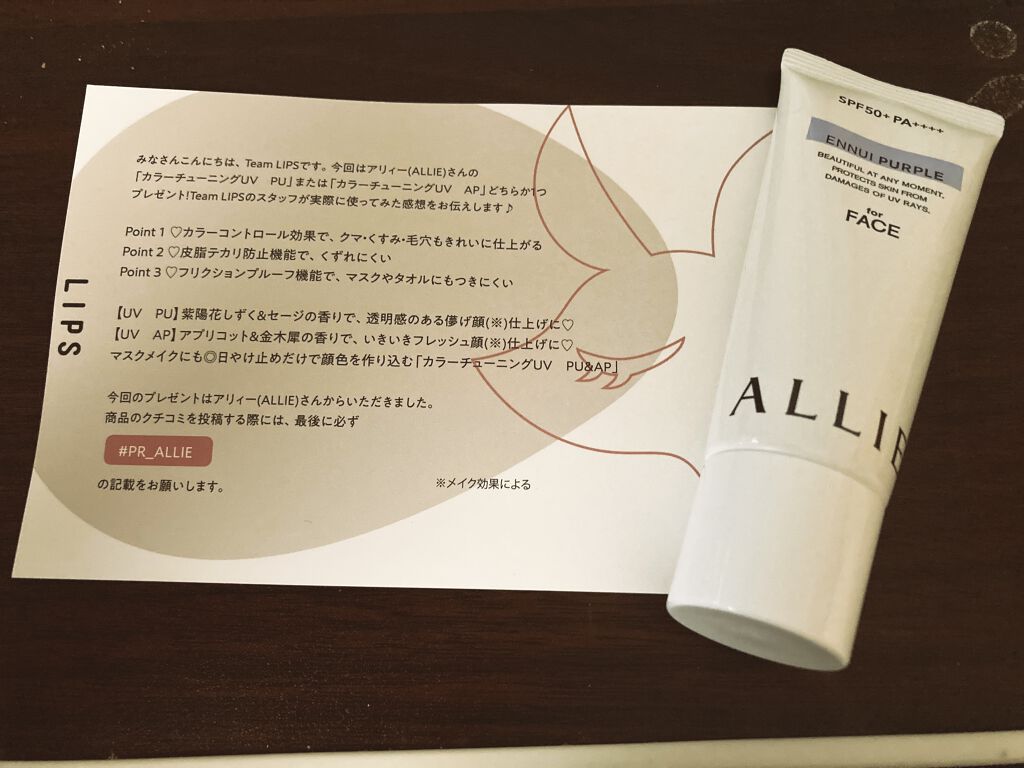 みなさんこんにちは、Team LIPSです。今回はアリィー(ALLIE)さんの
「カラーチューニングUV PU」または「カラーチューニングUV AP」どちらか1つ
プレゼント!Team LIPSのスタッフが実際に使ってみた感想をお伝えします♪
Point 1 ♡カラーコントロール効果で、クマ・くすみ・毛穴もきれいに仕上がる
Point 2 ♡皮脂テカリ防止機能で、くずれにくい
Point 3 ♡フリクションプルーフ機能で、マスクやタオルにもつきにくい
【UV PU】紫陽花しずく&セージの香りで、透明感のある儚げ顔(※)仕上げに♡
【UV AP】アプリコット&金木犀の香りで、いきいきフレッシュ顔(※)仕上げに♡
マスクメイクにも◎日やけ止めだけで顔色を作り込む「カラーチューニングUV PU&AP」
今回のプレゼントはアリィー(ALLIE)さんからいただきました。
商品のクチコミを投稿する際には、最後に必ず
#PR_ALLIE
の記載をお願いします。
※メイク効果による
LIPS
SPF50+ PA++++
ENNUI PURPLE
BEAUTIFUL AT ANY MOMENT.
PROTECTS SKIN FROM
DAMAGES OF UV RAYS.
for
FACE
ALLIE